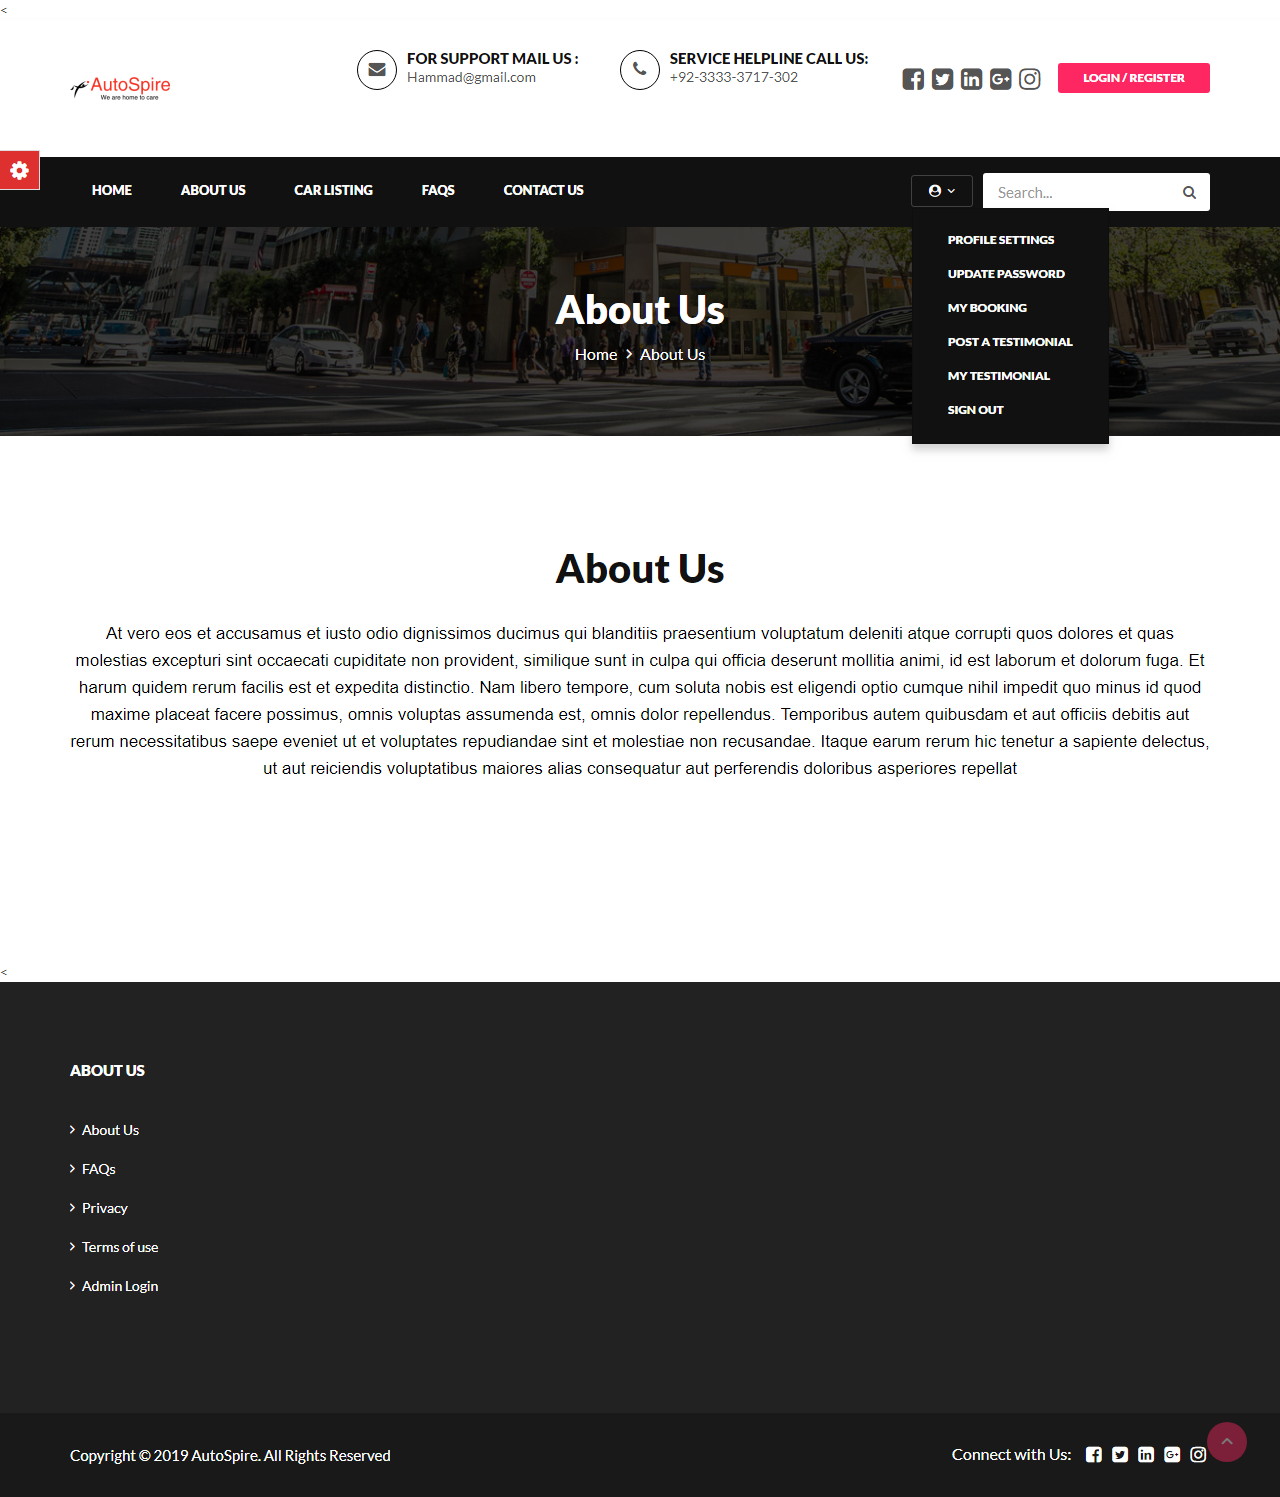 <
AutoSpire
We are home to care
FOR SUPPORT MAIL US :
Hammad@gmail.com
SERVICE HELPLINE CALL US:
+92-3333-3717-302
LOGIN / REGISTER
HOME
ABOUT US
CAR LISTING
FAQS
CONTACT US
Search...
PROFILE SETTINGS
UPDATE PASSWORD
MY BOOKING
POST A TESTIMONIAL
MY TESTIMONIAL
SIGN OUT
About Us
Home > About Us
About Us
At vero eos et accusamus et iusto odio dignissimos ducimus qui blanditiis praesentium voluptatum deleniti atque corrupti quos dolores et quas
molestias excepturi sint occaecati cupiditate non provident, similique sunt in culpa qui officia deserunt mollitia animi, id est laborum et dolorum fuga. Et
harum quidem rerum facilis est et expedita distinctio. Nam libero tempore, cum soluta nobis est eligendi optio cumque nihil impedit quo minus id quod
maxime placeat facere possimus, omnis voluptas assumenda est, omnis dolor repellendus. Temporibus autem quibusdam et aut officiis debitis aut
rerum necessitatibus saepe eveniet ut et voluptates repudiandae sint et molestiae non recusandae. Itaque earum rerum hic tenetur a sapiente delectus,
ut aut reiciendis voluptatibus maiores alias consequatur aut perferendis doloribus asperiores repellat
<
ABOUT US
About Us
FAQs
Privacy
Terms of use
Admin Login
Copyright © 2019 AutoSpire. All Rights Reserved
Connect with Us: